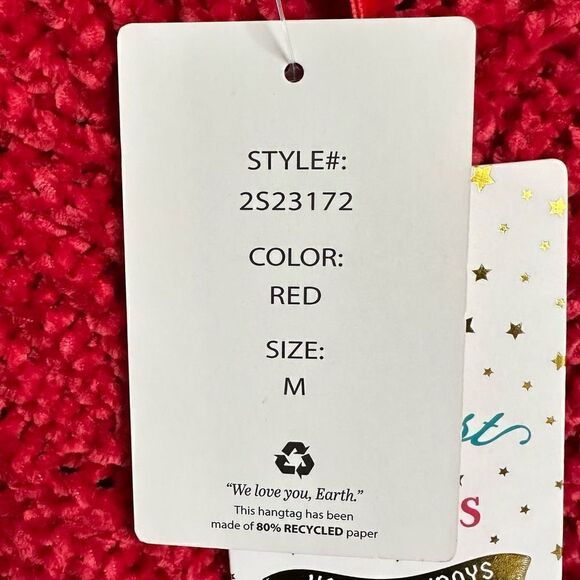 STYLE#:
2S23172
COLOR:
RED
SIZE:
M
“We love you, Earth.”
This hangtag has been
made of 80% RECYCLED paper